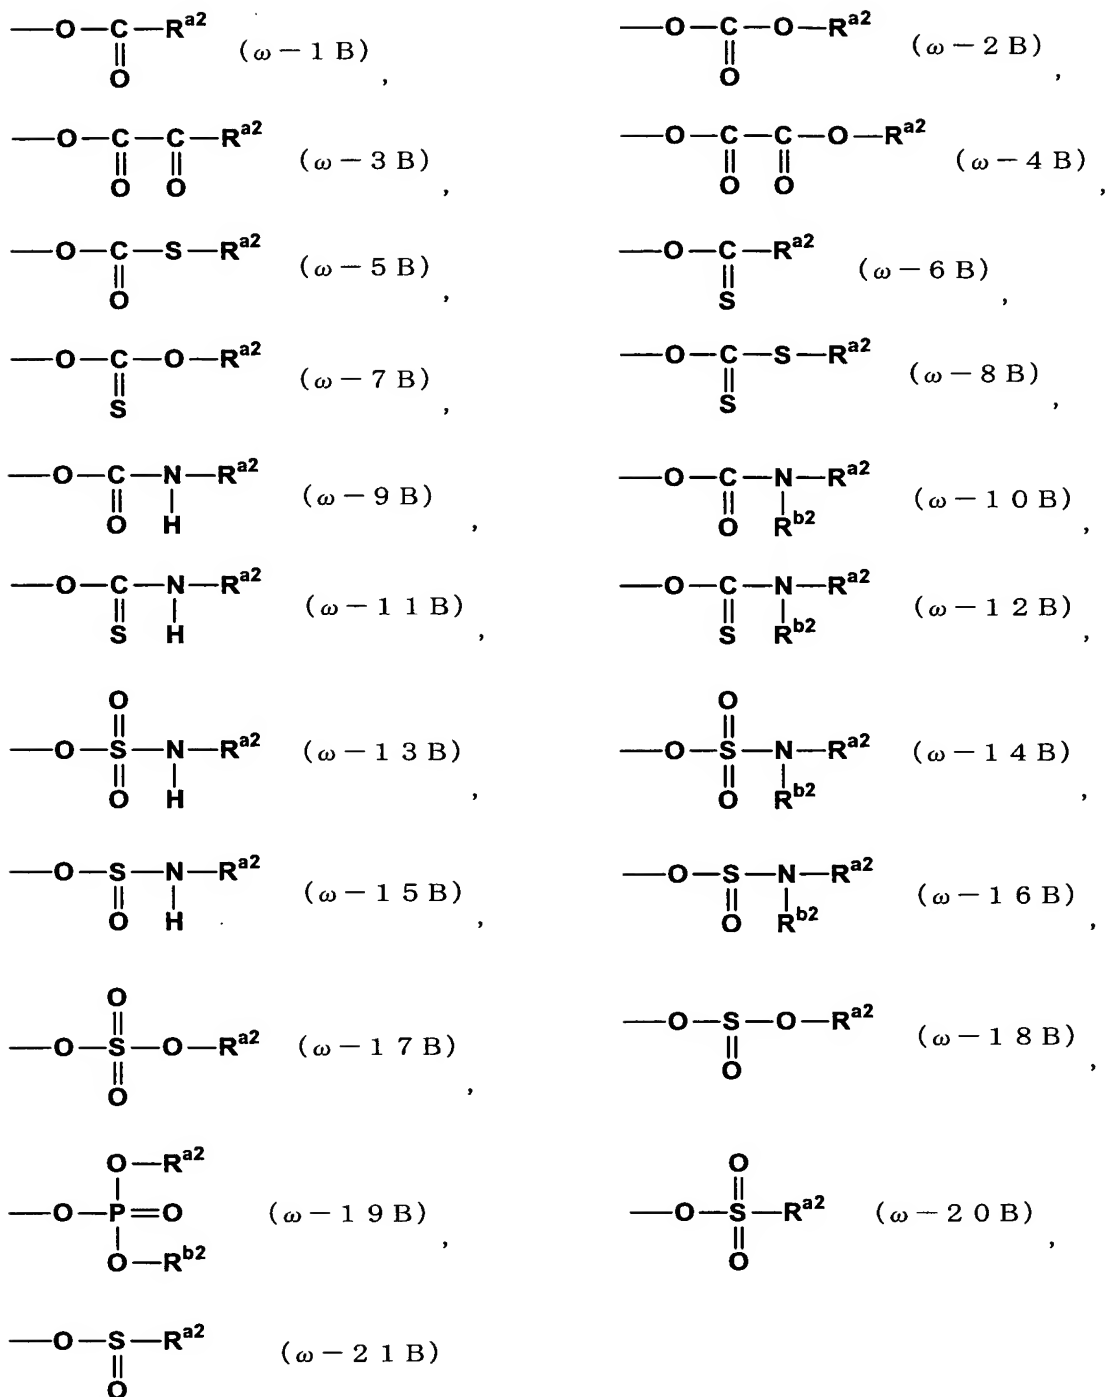 —O—C—R^a2 (ω-1B),
‖
O
—O—C—O—R^a2 (ω-2B),
‖
O
—O—C—C—R^a2 (ω-3B),
‖ ‖
O O
—O—C—C—O—R^a2 (ω-4B),
‖ ‖
O O
—O—C—S—R^a2 (ω-5B),
‖
O
—O—C—R^a2 (ω-6B),
‖
S
—O—C—O—R^a2 (ω-7B),
‖
S
—O—C—S—R^a2 (ω-8B),
‖
S
—O—C—N—R^a2 (ω-9B),
‖ |
O H
—O—C—N—R^a2 (ω-10B),
‖ |
O R^b2
—O—C—N—R^a2 (ω-11B),
‖ |
S H
—O—C—N—R^a2 (ω-12B),
‖ |
S R^b2
O
‖
—O—S—N—R^a2 (ω-13B),
‖ |
O H
O
‖
—O—S—N—R^a2 (ω-14B),
‖ |
O R^b2
—O—S—N—R^a2 (ω-15B),
‖ |
O H
—O—S—N—R^a2 (ω-16B),
‖ |
O R^b2
O
‖
—O—S—O—R^a2 (ω-17B),
‖
O
—O—S—O—R^a2 (ω-18B),
‖
O
O—R^a2
|
—O—P=O (ω-19B),
|
O—R^b2
O
‖
—O—S—R^a2 (ω-20B),
‖
O
—O—S—R^a2 (ω-21B)
‖
O